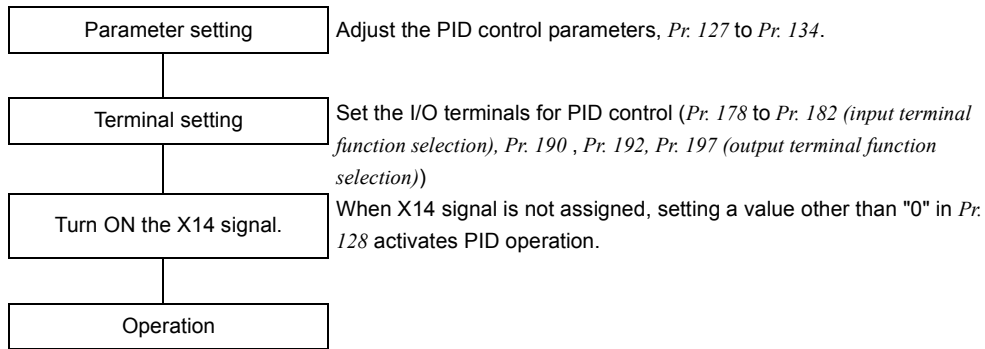 Parameter setting
Adjust the PID control parameters, Pr. 127 to Pr. 134.
Terminal setting
Set the I/O terminals for PID control (Pr. 178 to Pr. 182 (input terminal
function selection), Pr. 190 , Pr. 192, Pr. 197 (output terminal function
selection))
Turn ON the X14 signal.
When X14 signal is not assigned, setting a value other than "0" in Pr.
128 activates PID operation.
Operation